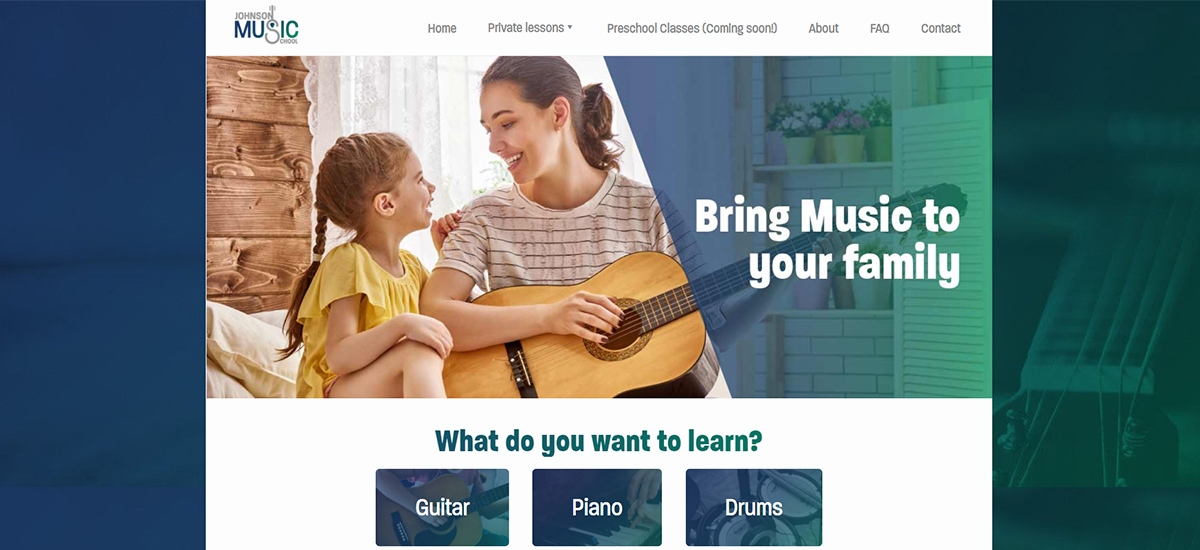 JOHNSON
MUSIC
SCHOOL
Home
Private lessons
Preschool Classes (Coming soon!)
About
FAQ
Contact
Bring Music to
your family
What do you want to learn?
Guitar
Piano
Drums